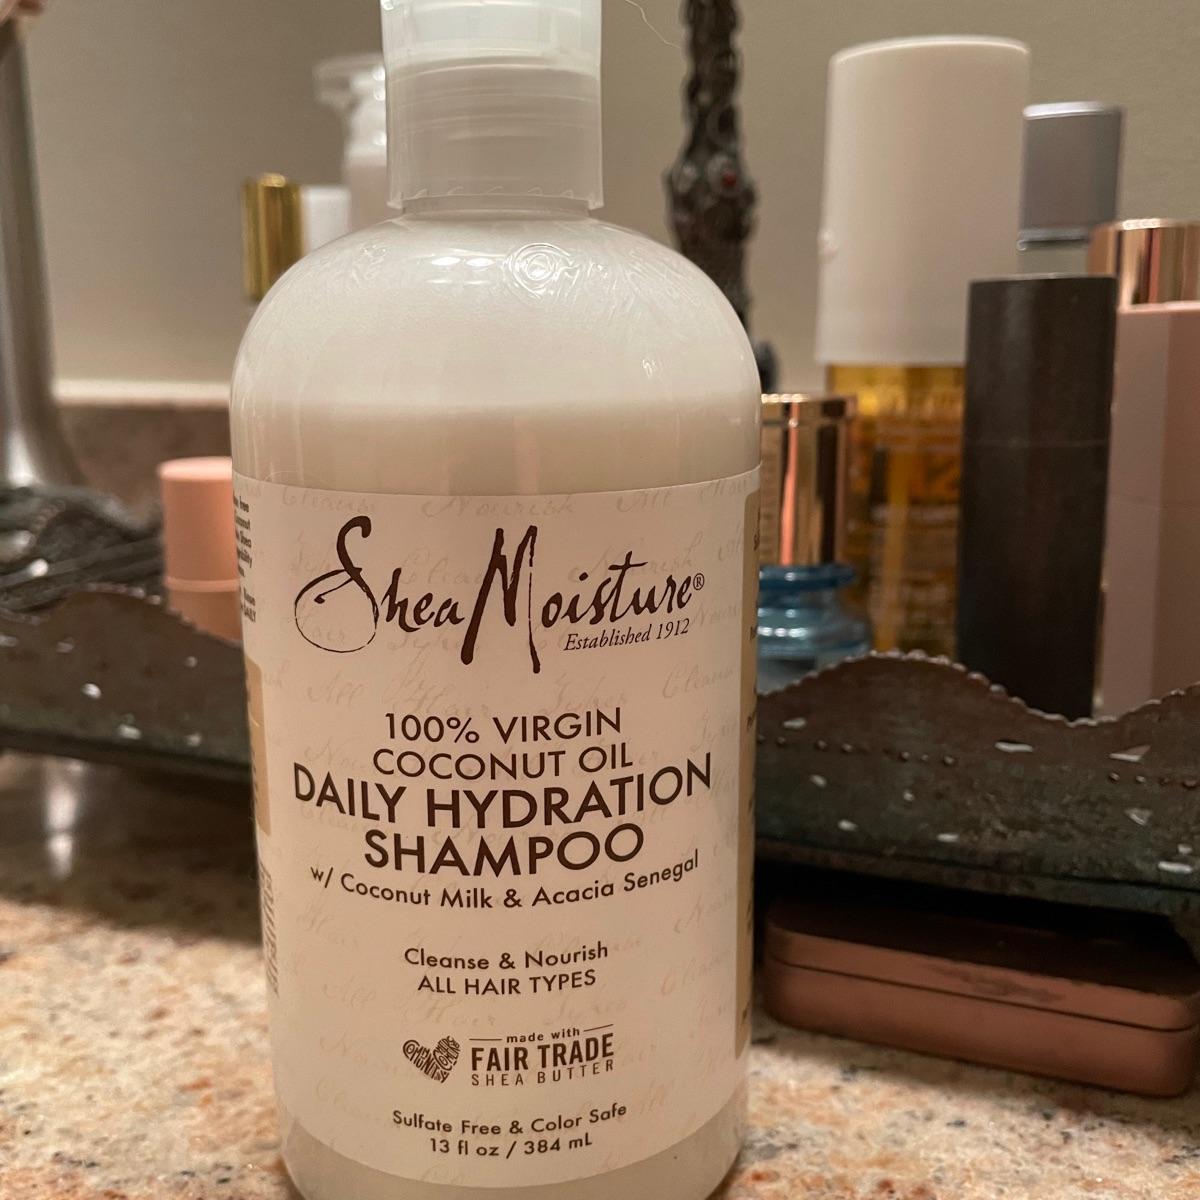 SheaMoisture®
Established 1912
100% VIRGIN
COCONUT OIL
DAILY HYDRATION
SHAMPOO
w/ Coconut Milk & Acacia Senegal
Cleanse & Nourish
ALL HAIR TYPES
made with
FAIR TRADE
SHEA BUTTER
Sulfate Free & Color Safe
13 fl oz / 384 mL